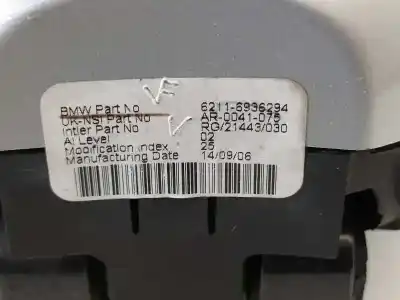 VF
BMW Part No 6211-6936294
UK-NSI Part No AR-0041-075
Intier Part No RG/21443/030
AI Level 02
Modification index 25
Manufacturing Date 14/09/06